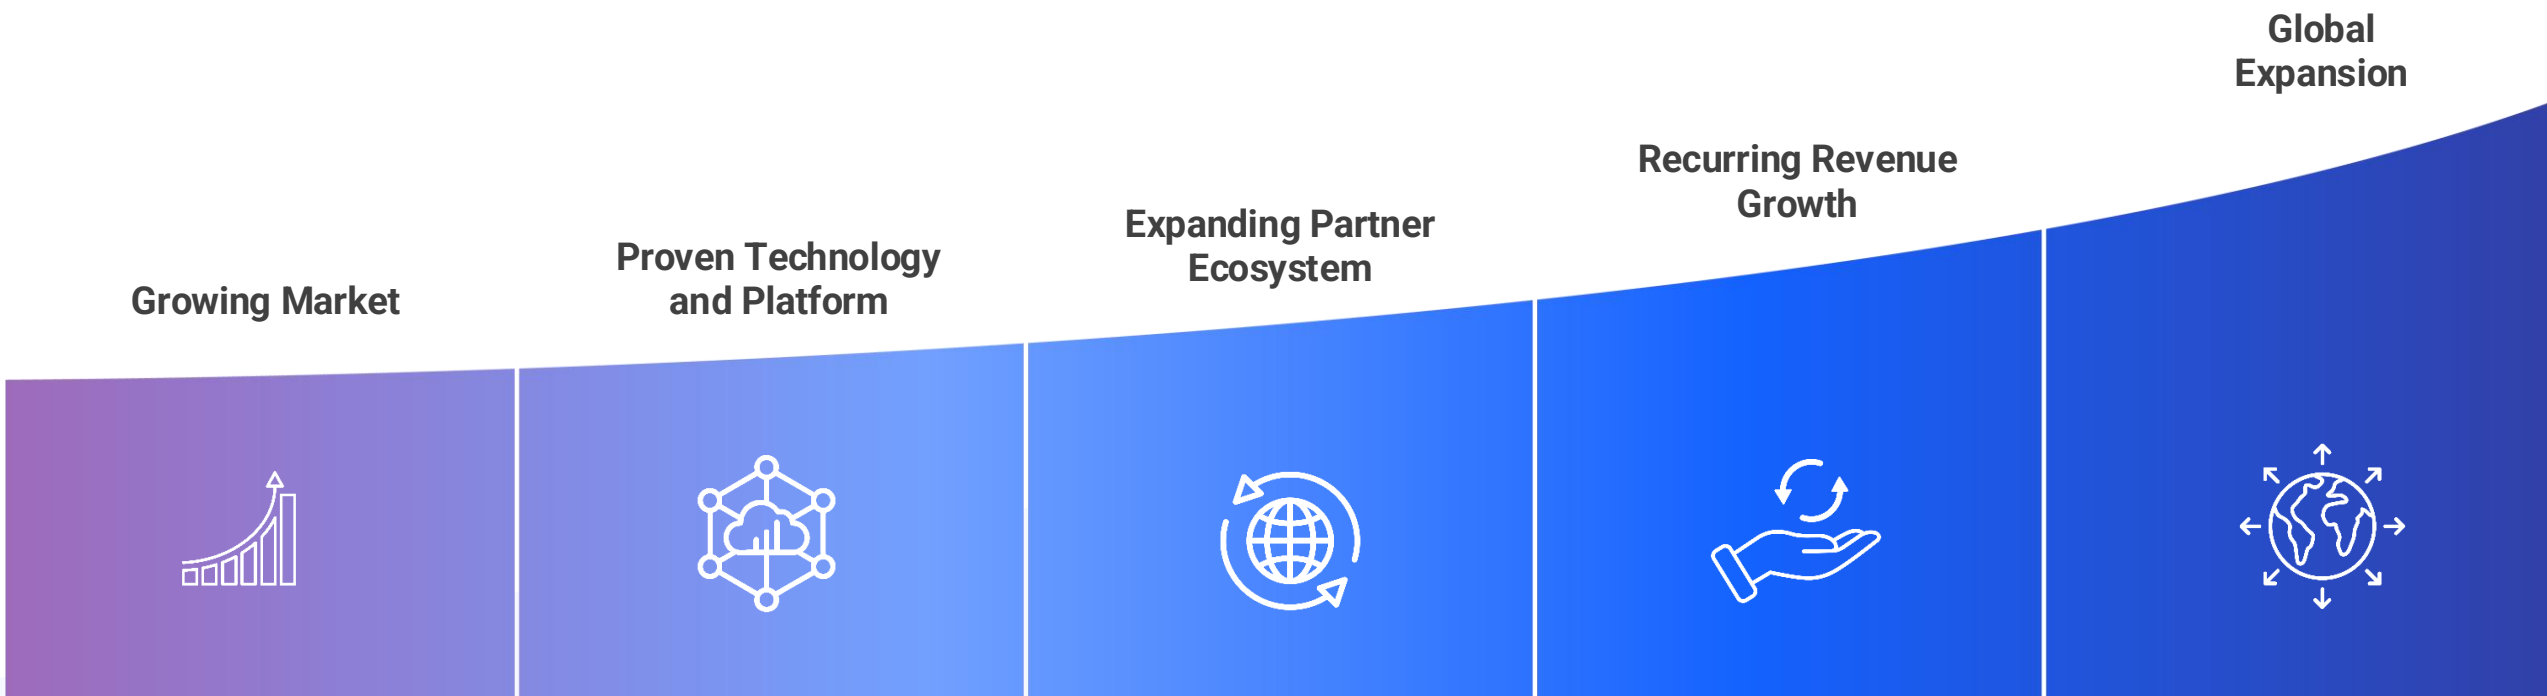 Growing Market
Proven Technology
and Platform
Expanding Partner
Ecosystem
Recurring Revenue
Growth
Global
Expansion